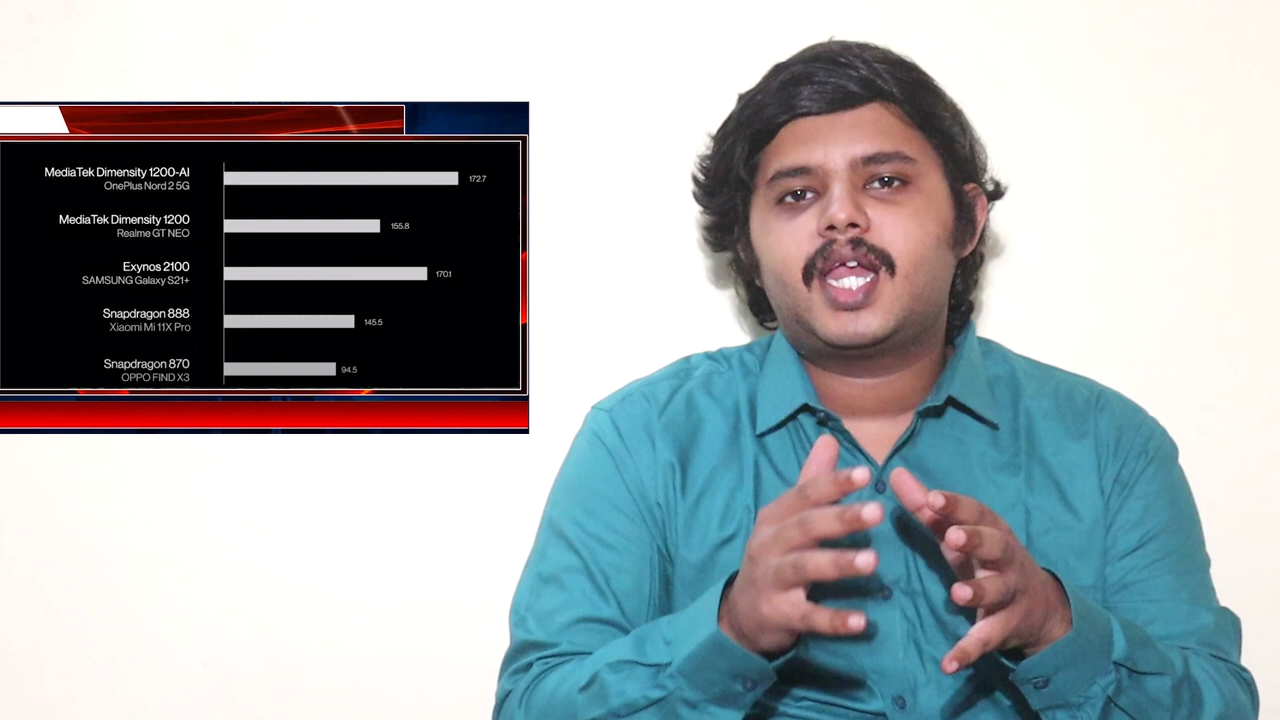 MediaTek Dimensity 1200-AI
OnePlus Nord 2 5G
172.7
MediaTek Dimensity 1200
Realme GT NEO
155.8
Exynos 2100
SAMSUNG Galaxy S21+
170.1
Snapdragon 888
Xiaomi Mi 11X Pro
145.5
Snapdragon 870
OPPO FIND X3
94.5